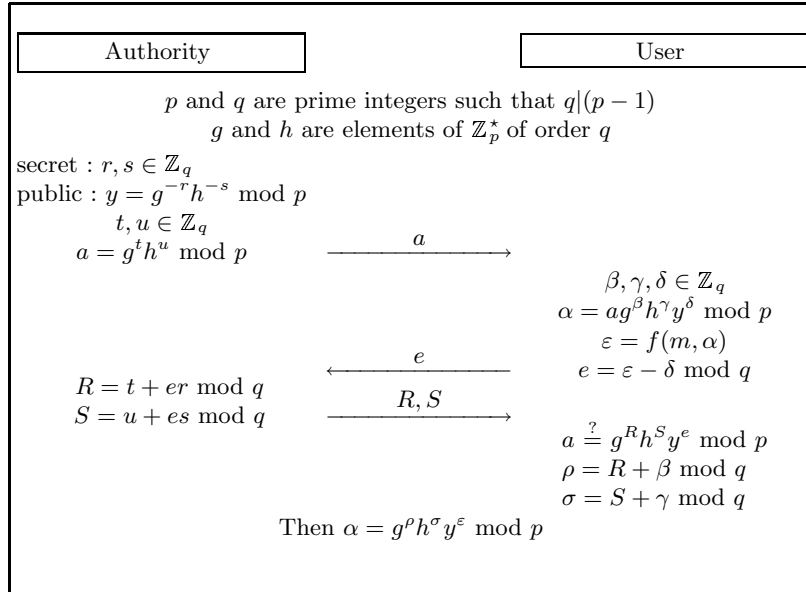 Authority User
p and q are prime integers such that q|(p − 1)
g and h are elements of ℤ⋆ₚ of order q
secret : r, s ∈ ℤ_q
public : y = g^{−r}h^{−s} mod p
t, u ∈ ℤ_q
a = g^t h^u mod p
a
β, γ, δ ∈ ℤ_q
α = ag^β h^γ y^δ mod p
ε = f(m, α)
e
e = ε − δ mod q
R = t + er mod q
S = u + es mod q
R, S
a ≟ g^R h^S y^e mod p
ρ = R + β mod q
σ = S + γ mod q
Then α = g^ρ h^σ y^ε mod p